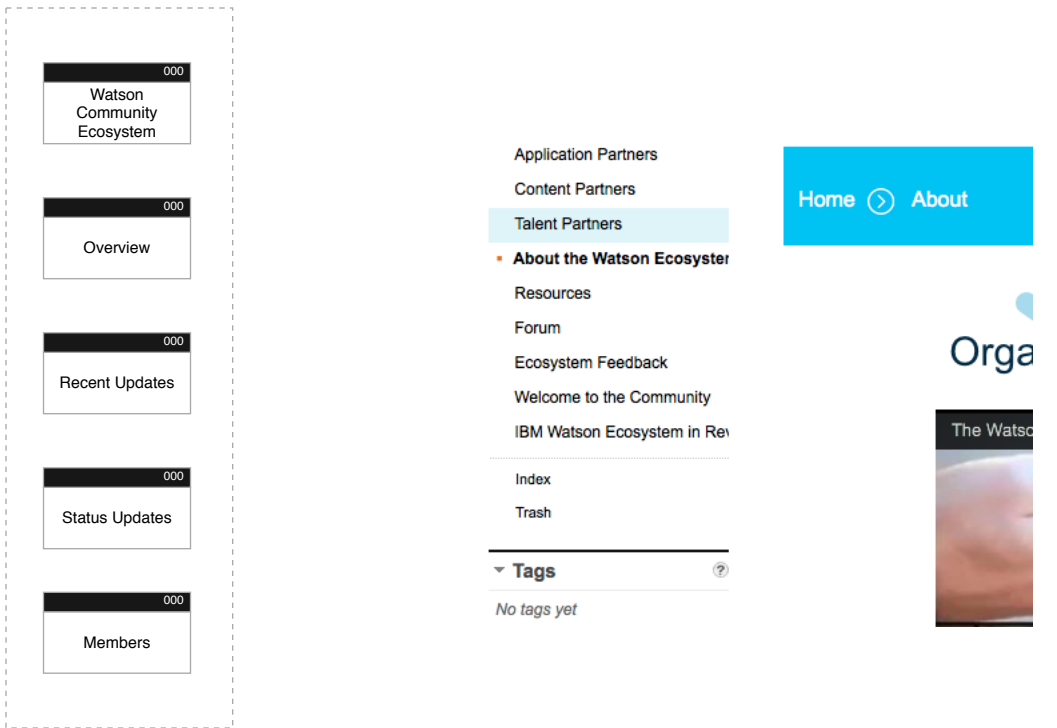 000
Watson
Community
Ecosystem
000
Overview
000
Recent Updates
000
Status Updates
000
Members
Application Partners
Content Partners
Talent Partners
About the Watson Ecosyster
Resources
Forum
Ecosystem Feedback
Welcome to the Community
IBM Watson Ecosystem in Rev
Index
Trash
Tags ?
No tags yet
Home > About
Orga
The Watso